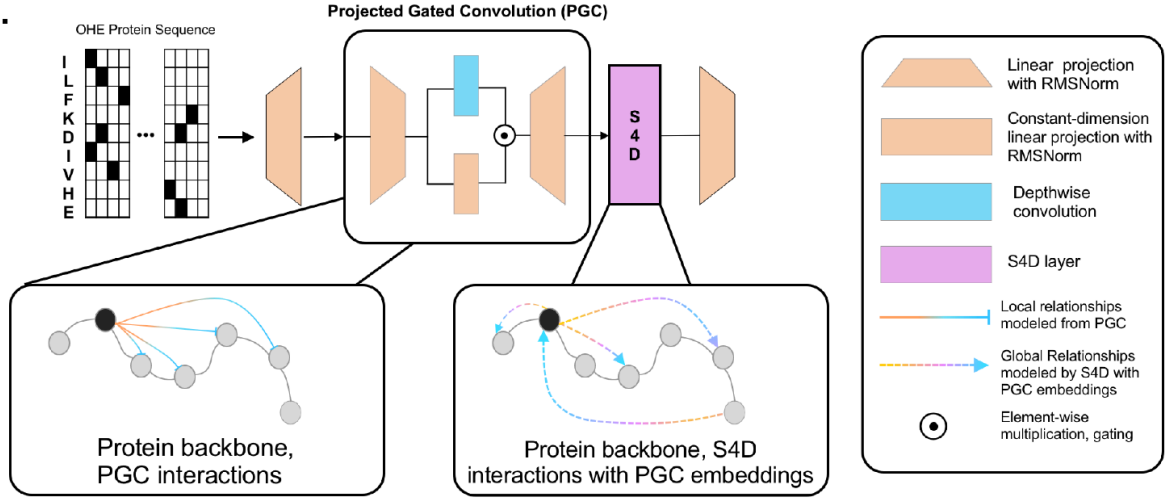 Projected Gated Convolution (PGC)
OHE Protein Sequence
I
L
F
K
D
I
V
H
E
...
S
4
D
Linear projection
with RMSNorm
Constant-dimension
linear projection with
RMSNorm
Depthwise
convolution
S4D layer
Local relationships
modeled from PGC
Global Relationships
modeled by S4D with
PGC embeddings
Element-wise
multiplication, gating
Protein backbone,
PGC interactions
Protein backbone, S4D
interactions with PGC embeddings